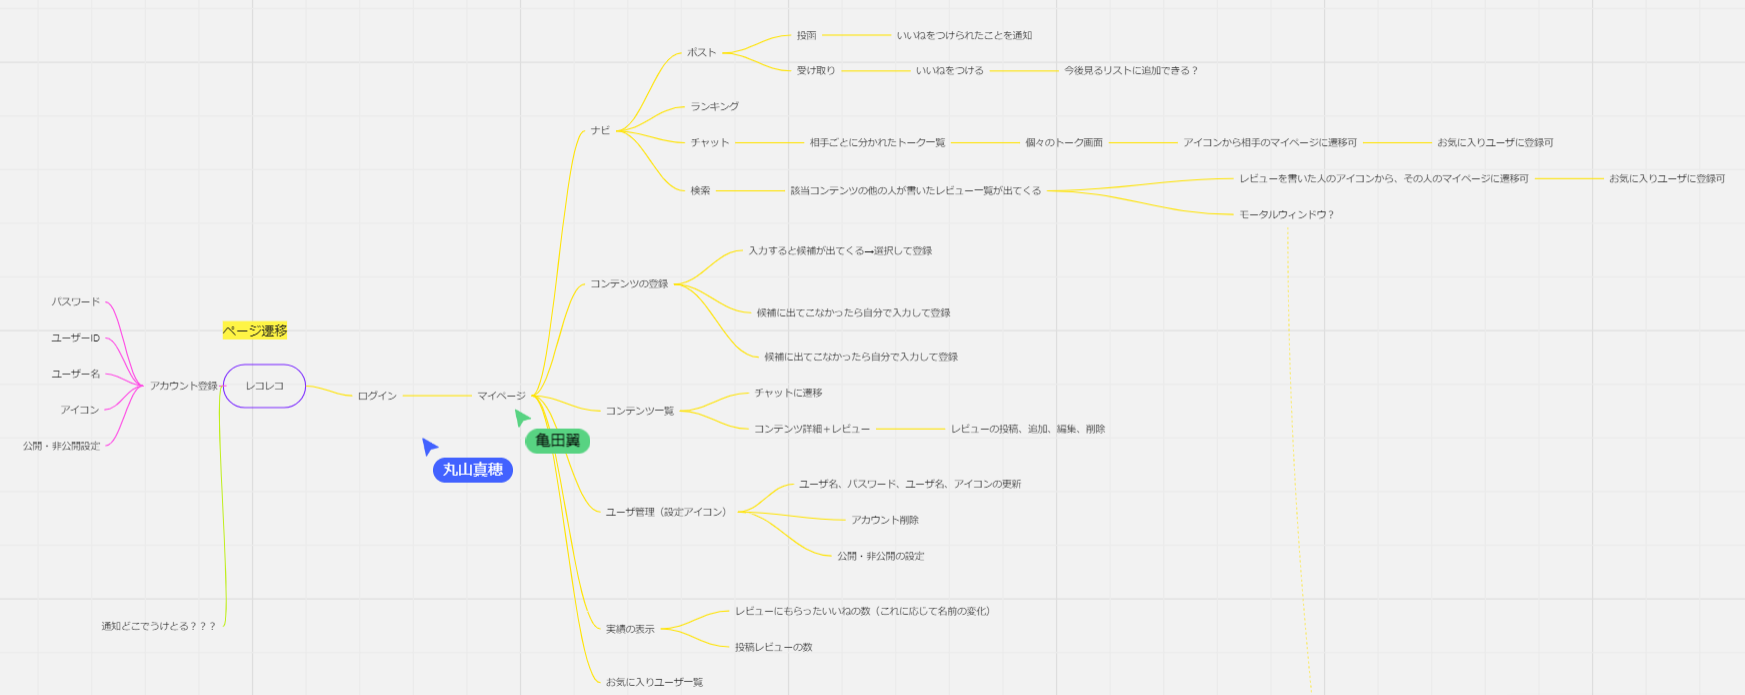 ページ遷移
レコレコ
アカウント登録
パスワード
ユーザーID
ユーザー名
アイコン
公開・非公開設定
通知どこでうけとる？？？
ログイン
マイページ
亀田翼
丸山真穂
ナビ
ポスト
投函
いいねをつけられたことを通知
受け取り
いいねをつける
今後見るリストに追加できる？
ランキング
チャット
相手ごとに分かれたトーク一覧
個々のトーク画面
アイコンから相手のマイページに遷移可
お気に入りユーザに登録可
検索
該当コンテンツの他の人が書いたレビュー一覧が出てくる
レビューを書いた人のアイコンから、その人のマイページに遷移可
お気に入りユーザに登録可
モータルウィンドウ？
コンテンツの登録
入力すると候補が出てくる→選択して登録
候補に出てこなかったら自分で入力して登録
候補に出てこなかったら自分で入力して登録
コンテンツ一覧
チャットに遷移
コンテンツ詳細＋レビュー
レビューの投稿、追加、編集、削除
ユーザ管理（設定アイコン）
ユーザ名、パスワード、ユーザ名、アイコンの更新
アカウント削除
公開・非公開の設定
実績の表示
レビューにもらったいいねの数（これに応じて名前の変化）
投稿レビューの数
お気に入りユーザ一覧